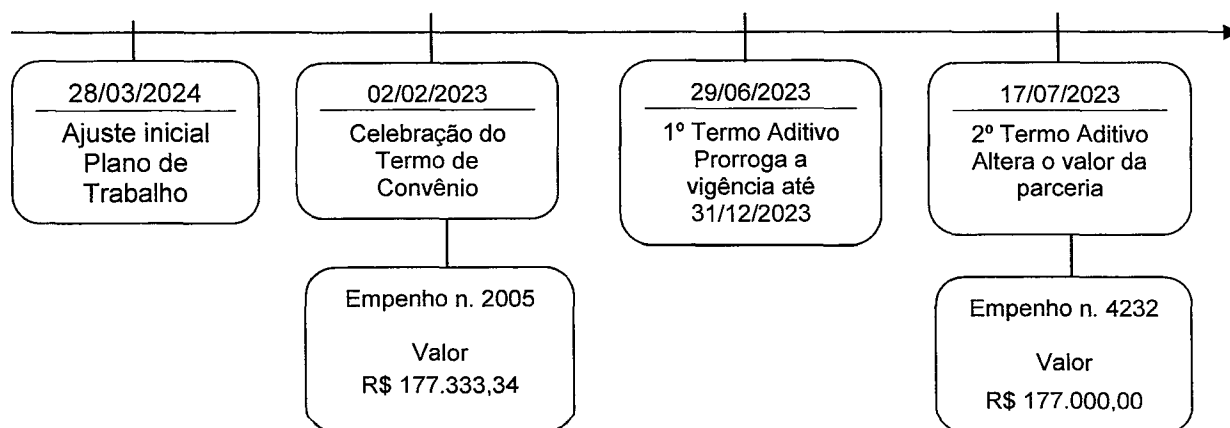 28/03/2024
Ajuste inicial
Plano de
Trabalho
02/02/2023
Celebração do
Termo de
Convênio
Empenho n. 2005
Valor
R$ 177.333,34
29/06/2023
1º Termo Aditivo
Prorroga a
vigência até
31/12/2023
17/07/2023
2º Termo Aditivo
Altera o valor da
parceria
Empenho n. 4232
Valor
R$ 177.000,00